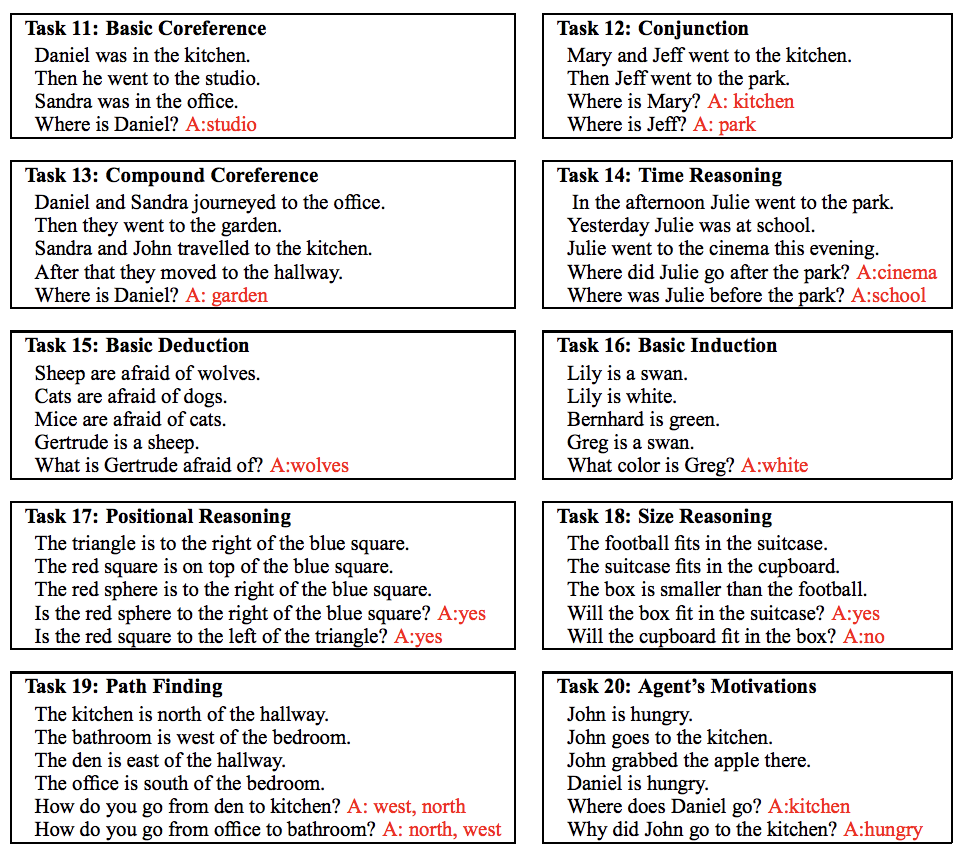 Task 11: Basic Coreference
Daniel was in the kitchen.
Then he went to the studio.
Sandra was in the office.
Where is Daniel? A:studio
Task 12: Conjunction
Mary and Jeff went to the kitchen.
Then Jeff went to the park.
Where is Mary? A: kitchen
Where is Jeff? A: park
Task 13: Compound Coreference
Daniel and Sandra journeyed to the office.
Then they went to the garden.
Sandra and John travelled to the kitchen.
After that they moved to the hallway.
Where is Daniel? A: garden
Task 14: Time Reasoning
In the afternoon Julie went to the park.
Yesterday Julie was at school.
Julie went to the cinema this evening.
Where did Julie go after the park? A:cinema
Where was Julie before the park? A:school
Task 15: Basic Deduction
Sheep are afraid of wolves.
Cats are afraid of dogs.
Mice are afraid of cats.
Gertrude is a sheep.
What is Gertrude afraid of? A:wolves
Task 16: Basic Induction
Lily is a swan.
Lily is white.
Bernhard is green.
Greg is a swan.
What color is Greg? A:white
Task 17: Positional Reasoning
The triangle is to the right of the blue square.
The red square is on top of the blue square.
The red sphere is to the right of the blue square.
Is the red sphere to the right of the blue square? A:yes
Is the red square to the left of the triangle? A:yes
Task 18: Size Reasoning
The football fits in the suitcase.
The suitcase fits in the cupboard.
The box is smaller than the football.
Will the box fit in the suitcase? A:yes
Will the cupboard fit in the box? A:no
Task 19: Path Finding
The kitchen is north of the hallway.
The bathroom is west of the bedroom.
The den is east of the hallway.
The office is south of the bedroom.
How do you go from den to kitchen? A: west, north
How do you go from office to bathroom? A: north, west
Task 20: Agent's Motivations
John is hungry.
John goes to the kitchen.
John grabbed the apple there.
Daniel is hungry.
Where does Daniel go? A:kitchen
Why did John go to the kitchen? A:hungry